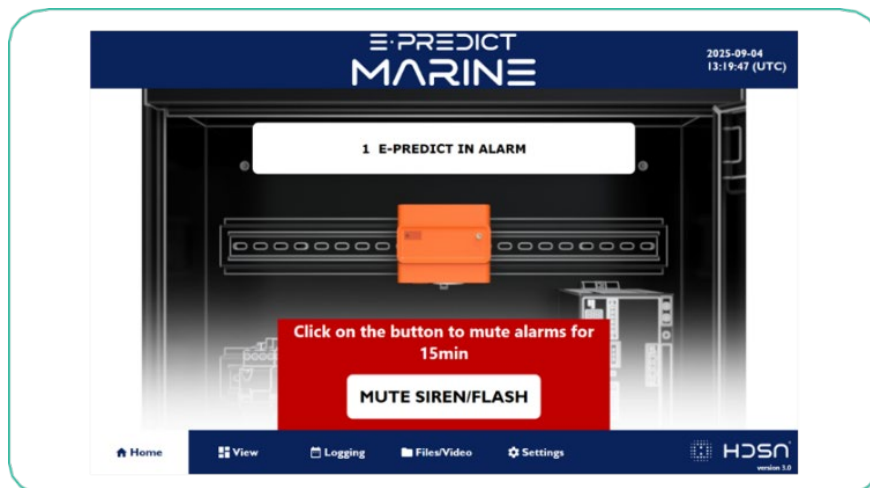 E·PREDICT
MARINE
2025-09-04
13:19:47 (UTC)
1 E-PREDICT IN ALARM
Click on the button to mute alarms for
15min
MUTE SIREN/FLASH
Home View Logging Files/Video Settings
HDSN
version 3.0